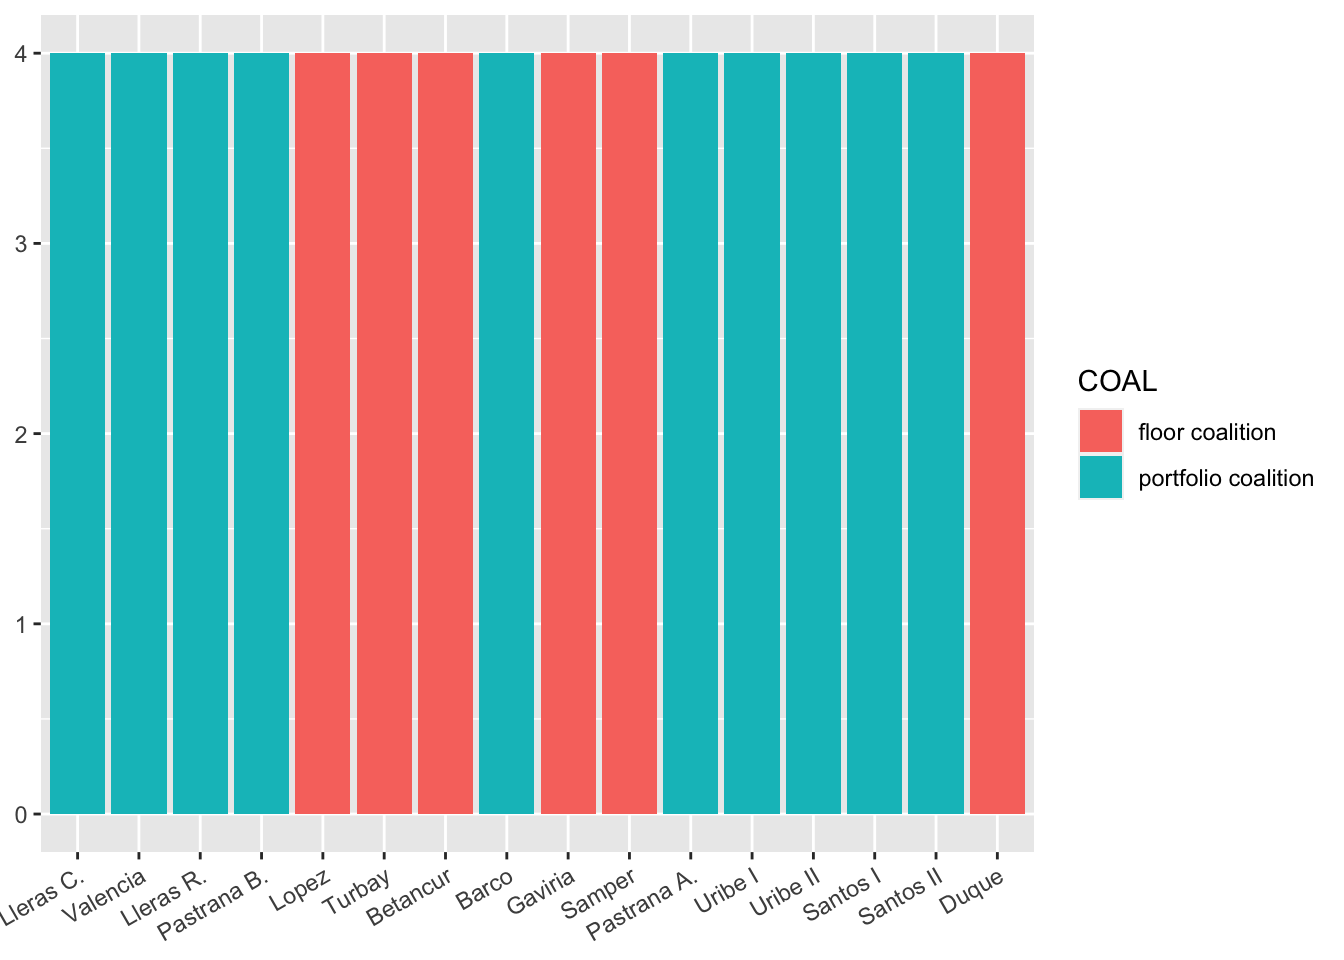 4
3
2
1
0
Lleras C.
Valencia
Lleras R.
Pastrana B.
Lopez
Turbay
Betancur
Barco
Gaviria
Samper
Pastrana A.
Uribe I
Uribe II
Santos I
Santos II
Duque
COAL
floor coalition
portfolio coalition